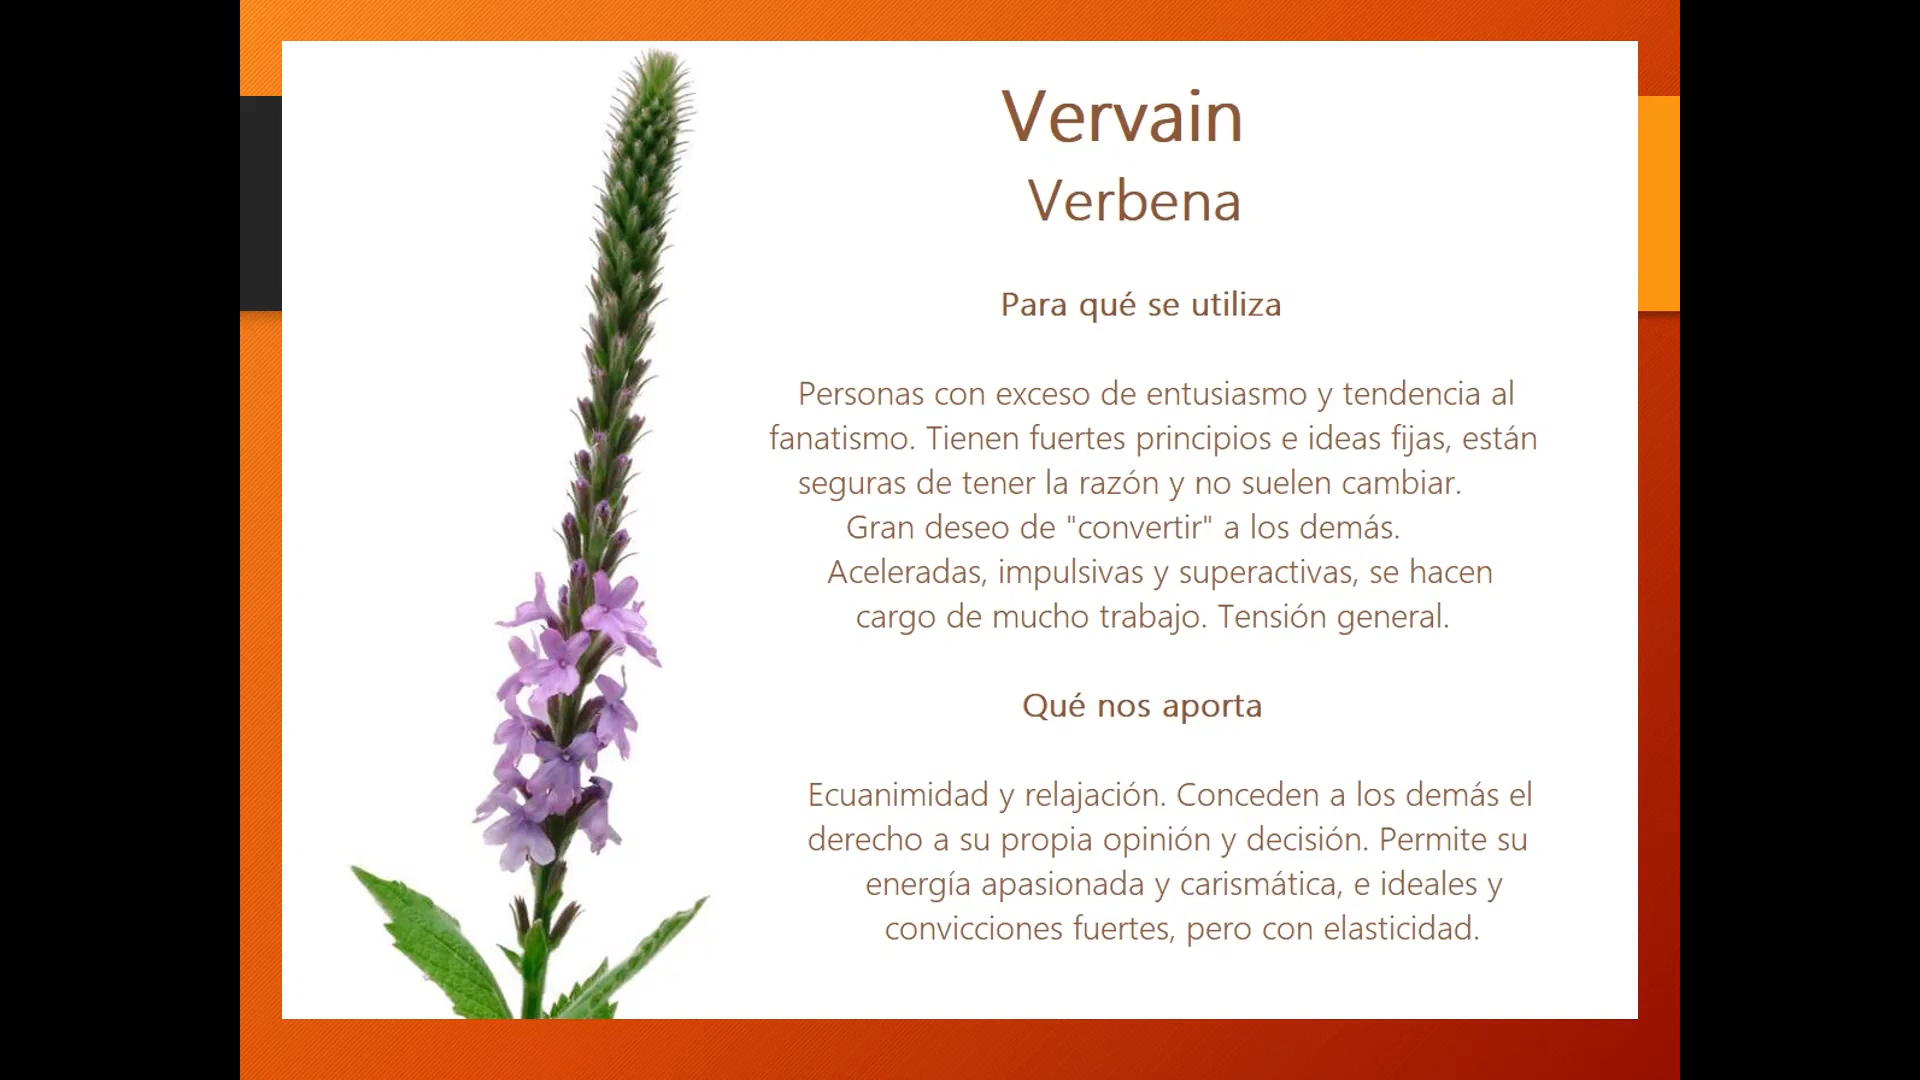 Vervain
Verbena
Para qué se utiliza
Personas con exceso de entusiasmo y tendencia al
fanatismo. Tienen fuertes principios e ideas fijas, están
seguras de tener la razón y no suelen cambiar.
Gran deseo de "convertir" a los demás.
Aceleradas, impulsivas y superactivas, se hacen
cargo de mucho trabajo. Tensión general.
Qué nos aporta
Ecuanimidad y relajación. Conceden a los demás el
derecho a su propia opinión y decisión. Permite su
energía apasionada y carismática, e ideales y
convicciones fuertes, pero con elasticidad.